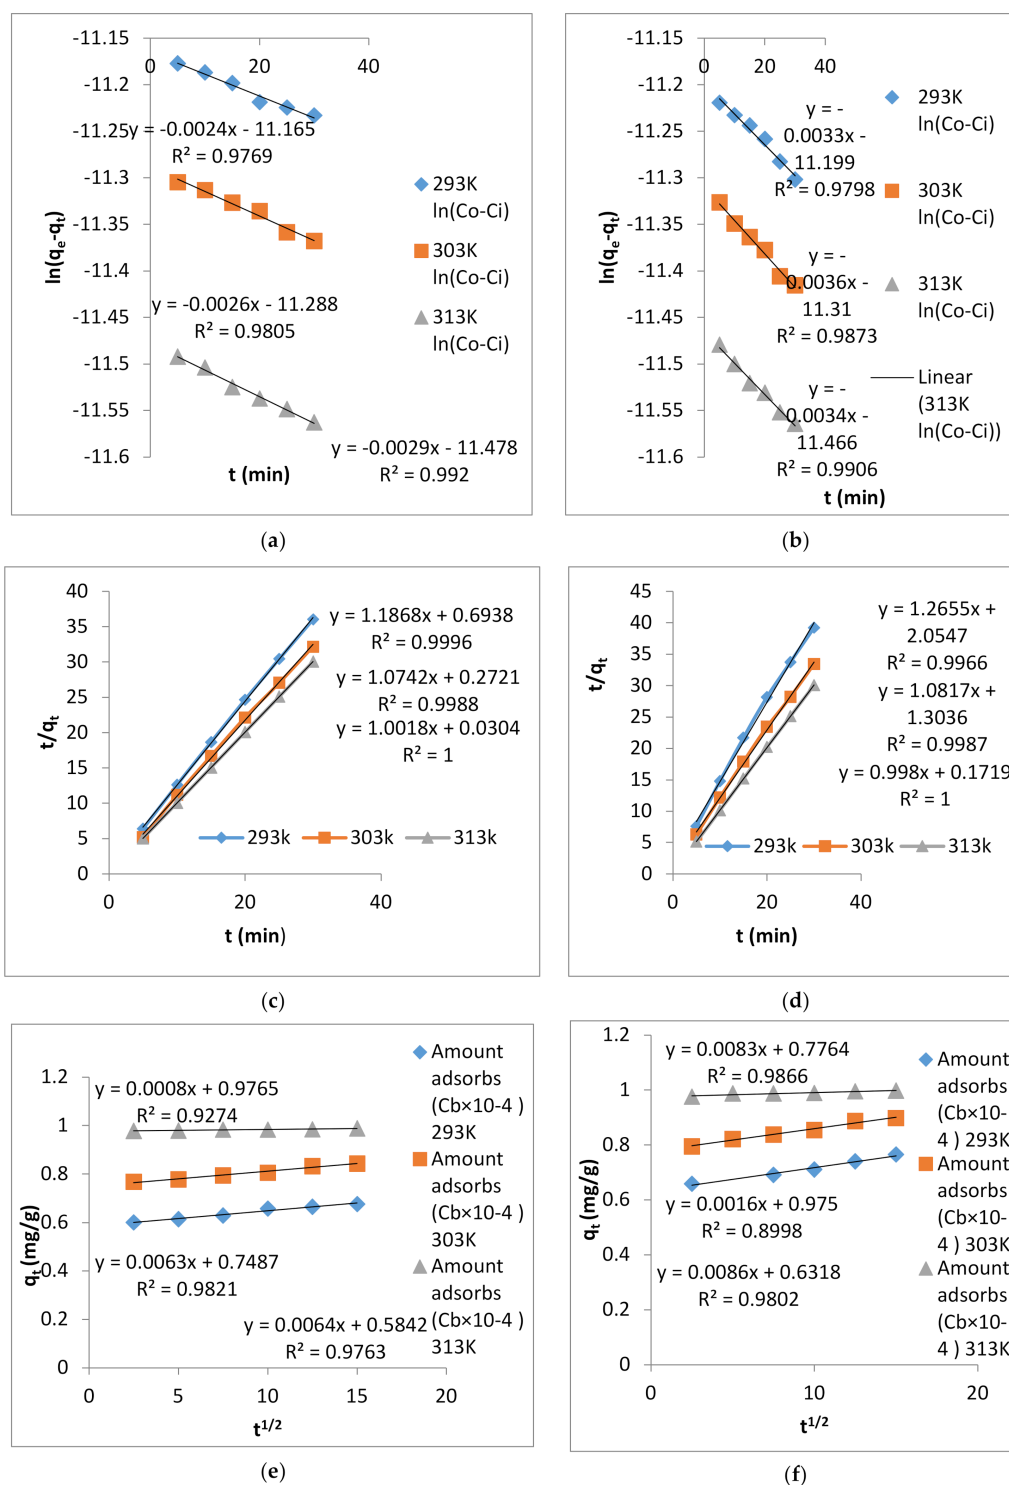 -11.15
0 20 40
-11.2
-11.25
-11.3
-11.35
-11.4
-11.45
-11.5
-11.55
-11.6
ln(qₑ-qₜ)
t (min)
y = -0.0024x - 11.165
R² = 0.9769
y = -0.0026x - 11.288
R² = 0.9805
y = -0.0029x - 11.478
R² = 0.992
293K
ln(Co-Ci)
303K
ln(Co-Ci)
313K
ln(Co-Ci)
(a)
-11.15
0 20 40
-11.2
-11.25
-11.3
-11.35
-11.4
-11.45
-11.5
-11.55
-11.6
ln(qₑ-qₜ)
t (min)
y = -
0.0033x -
11.199
R² = 0.9798
y = -
0.0036x -
11.31
R² = 0.9873
y = -
0.0034x -
11.466
R² = 0.9906
293K
ln(Co-Ci)
303K
ln(Co-Ci)
313K
ln(Co-Ci)
Linear
(313K
ln(Co-Ci))
(b)
40
35
30
25
20
15
10
5
0
t/qₜ
0 20 40
t (min)
y = 1.1868x + 0.6938
R² = 0.9996
y = 1.0742x + 0.2721
R² = 0.9988
y = 1.0018x + 0.0304
R² = 1
293k 303k 313k
(c)
45
40
35
30
25
20
15
10
5
0
t/qₜ
0 20 40
t (min)
y = 1.2655x +
2.0547
R² = 0.9966
y = 1.0817x +
1.3036
R² = 0.9987
y = 0.998x + 0.1719
R² = 1
293k 303k 313k
(d)
1.2
1
0.8
0.6
0.4
0.2
0
qₜ (mg/g)
0 5 10 15 20
t¹/²
y = 0.0008x + 0.9765
R² = 0.9274
y = 0.0063x + 0.7487
R² = 0.9821
y = 0.0064x + 0.5842
R² = 0.9763
Amount
adsorbs
(Cb×10-4 )
293K
Amount
adsorbs
(Cb×10-4 )
303K
Amount
adsorbs
(Cb×10-4 )
313K
(e)
1.2
1
0.8
0.6
0.4
0.2
0
qₜ (mg/g)
0 10 20
t¹/²
y = 0.0083x + 0.7764
R² = 0.9866
y = 0.0016x + 0.975
R² = 0.8998
y = 0.0086x + 0.6318
R² = 0.9802
Amount
adsorbs
(Cb×10-
4 ) 293K
Amount
adsorbs
(Cb×10-
4 ) 303K
Amount
adsorbs
(Cb×10-
4 ) 313K
(f)